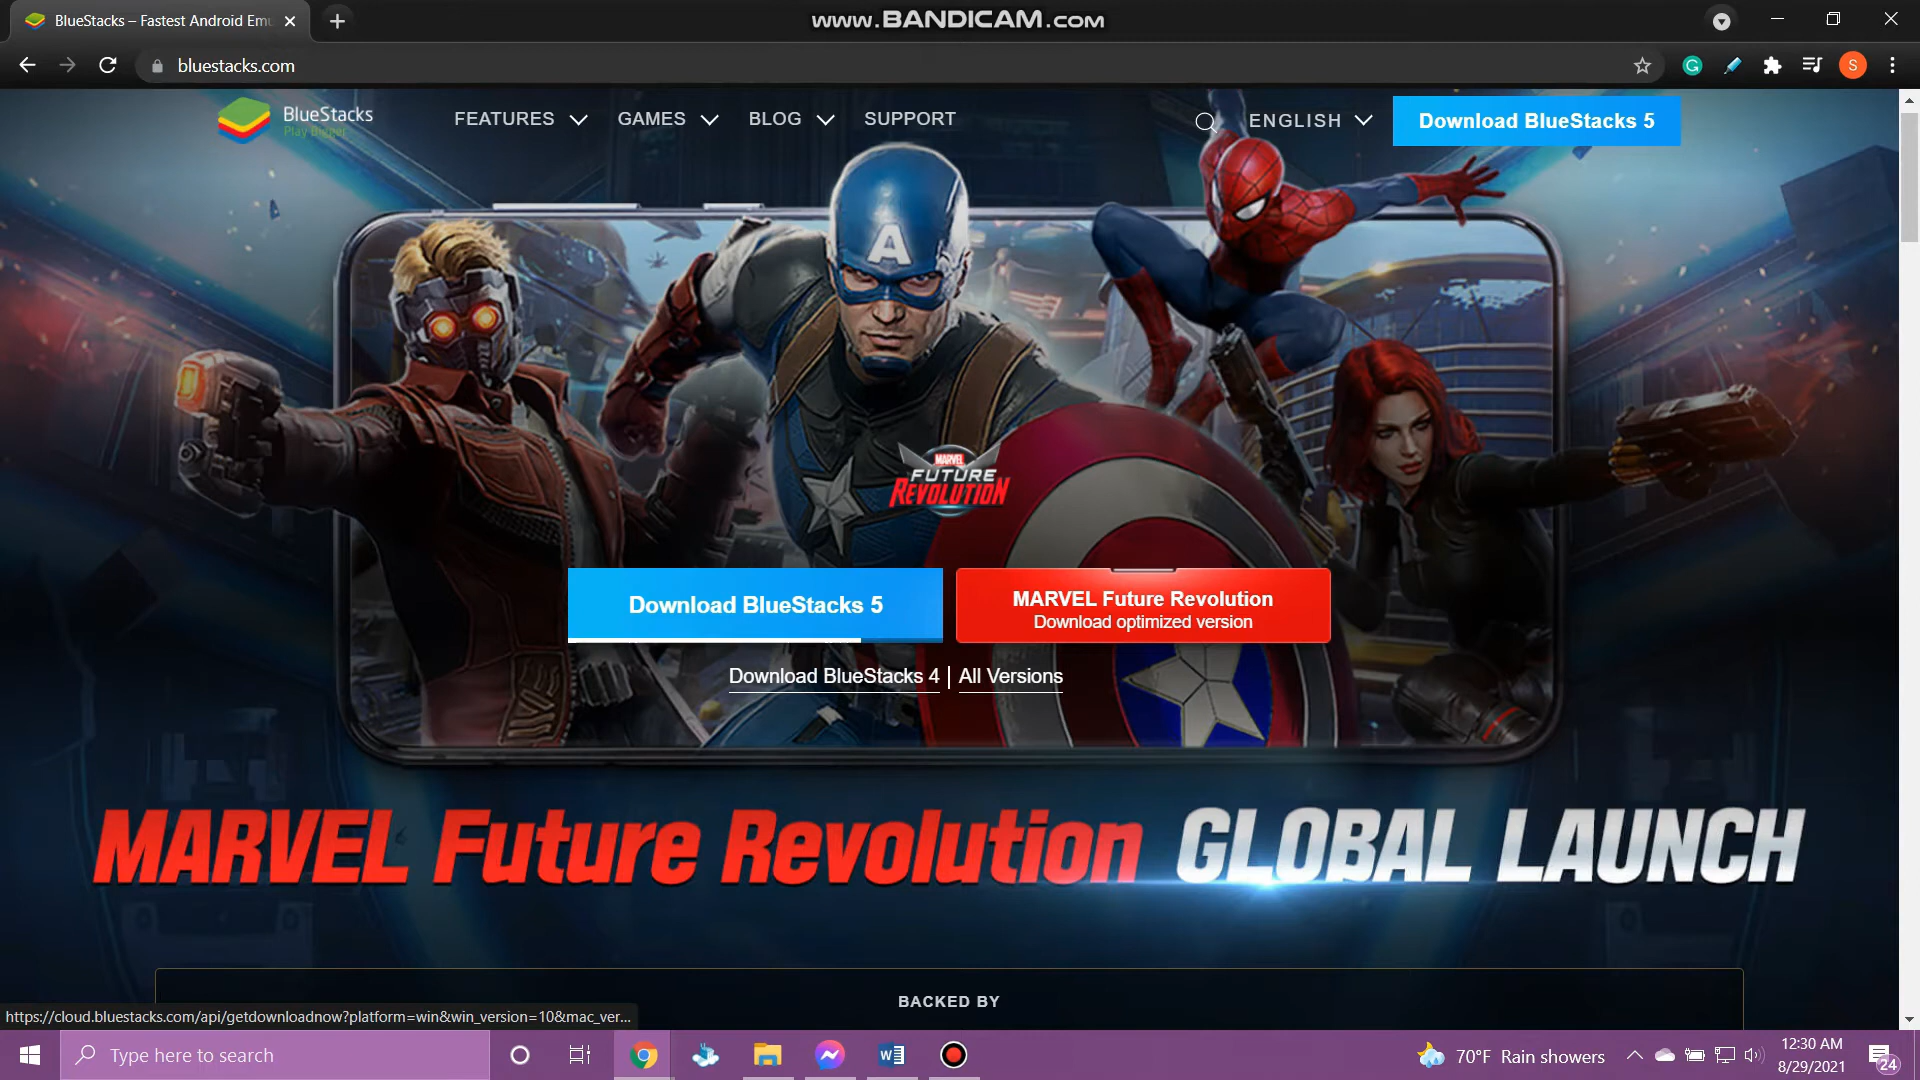 BlueStacks – Fastest Android Emu
www.BANDICAM.com
bluestacks.com
S
BlueStacks
Play Bigger
FEATURES
GAMES
BLOG
SUPPORT
ENGLISH
Download BlueStacks 5
A
MARVEL
FUTURE
REVOLUTION
Download BlueStacks 5
MARVEL Future Revolution
Download optimized version
Download BlueStacks 4 | All Versions
MARVEL Future Revolution GLOBAL LAUNCH
BACKED BY
https://cloud.bluestacks.com/api/getdownloadnow?platform=win&win_version=10&mac_ver...
Type here to search
70°F Rain showers
12:30 AM
8/29/2021
24